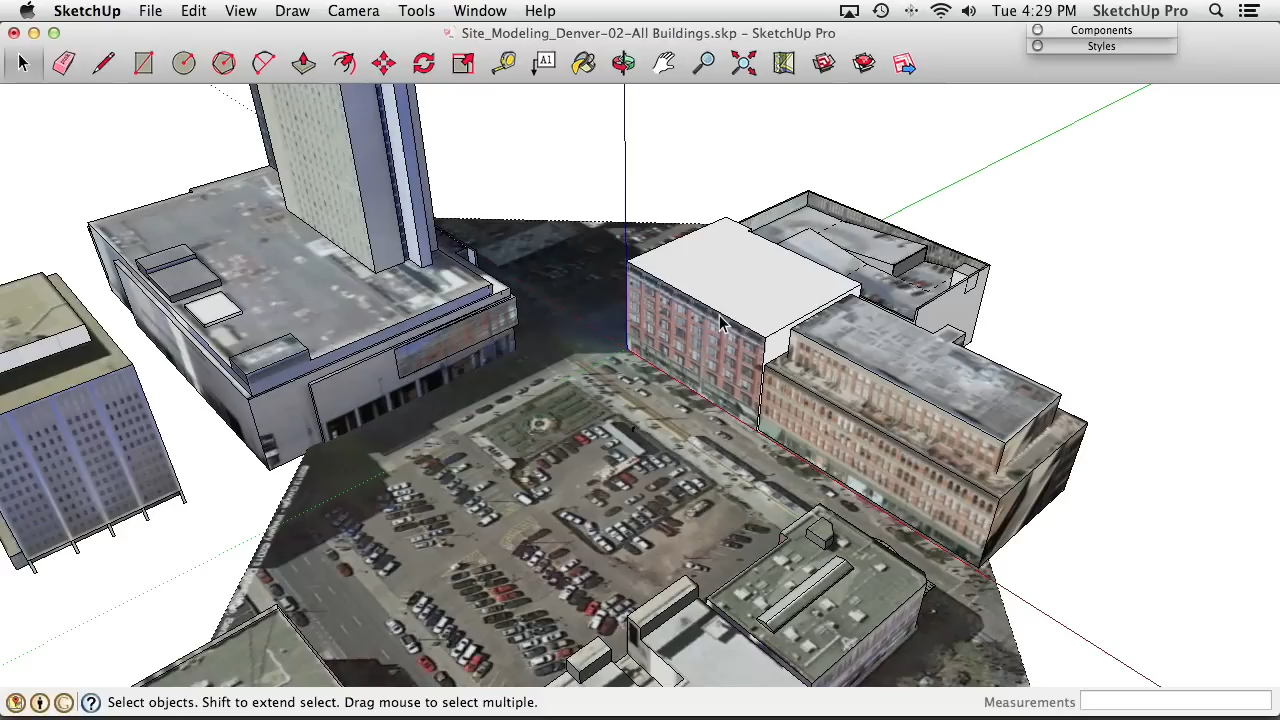 SketchUp File Edit View Draw Camera Tools Window Help Tue 4:29 PM SketchUp Pro
Site_Modeling_Denver-02-All Buildings.skp - SketchUp Pro
Components
Styles
A1
Select objects. Shift to extend select. Drag mouse to select multiple.
Measurements